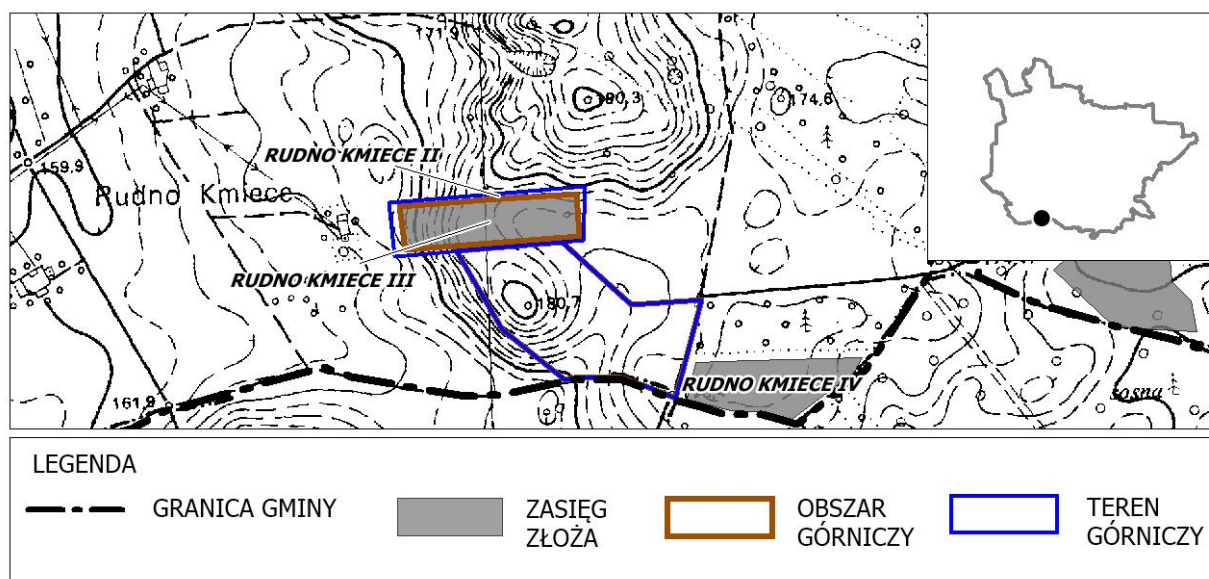 171,9
190,3
174,6
159,9
RUDNO KMIECE II
Rudno Kmiece
RUDNO KMIECE III
180,7
RUDNO KMIECE IV
161,9
sosna
LEGENDA
GRANICA GMINY
ZASIĘG
ZŁOŻA
OBSZAR
GÓRNICZY
TEREN
GÓRNICZY